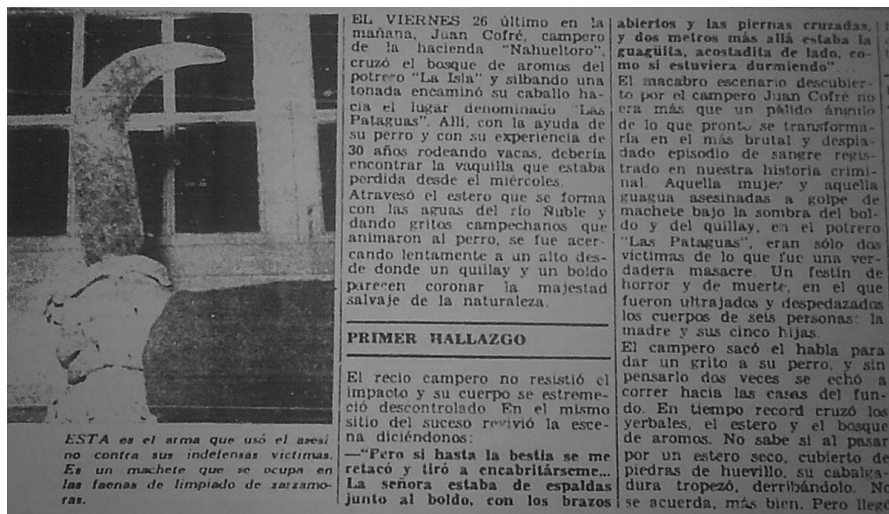 EL VIERNES 26 último en la
mañana, Juan Cofré, campero
de la hacienda "Nahueltoro",
cruzó el bosque de aromos del
potrero "La Isla" y silbando una
tonada encaminó su caballo ha-
cia el lugar denominado "Las
Pataguas". Allí, con la ayuda de
su perro y con su experiencia de
30 años rodeando vacas, debería
encontrar la vaquilla que estaba
perdida desde el miércoles.
Atravesó el estero que se forma
con las aguas del río Ñuble y
dando gritos campechanos que
animaron al perro, se fue acer-
cando lentamente a un alto des-
de donde un quillay y un boldo
parecen coronar la majestad
salvaje de la naturaleza.
PRIMER HALLAZGO
El recio campero no resistió el
impacto y su cuerpo se estreme-
ció descontrolado En el mismo
sitio del suceso revivió la esce-
na diciéndonos:
—"Pero si hasta la bestia se me
retacó y tiró a encabritárseme...
La señora estaba de espaldas
junto al boldo, con los brazos
abiertos y las piernas cruzadas,
y dos metros más allá estaba la
guagüita, acostadita de lado, co-
mo si estuviera durmiendo"...
El macabro escenario descubier-
to por el campero Juan Cofré no
era más que un pálido ángulo
de lo que pronto se transforma-
ría en el más brutal y despia-
dado episodio de sangre regis-
trado en nuestra historia crimi-
nal. Aquella mujer y aquella
guagua asesinadas a golpe de
machete bajo la sombra del bol-
do y del quillay, en el potrero
"Las Pataguas", eran sólo dos
víctimas de lo que fue una ver-
dadera masacre. Un festín de
horror y de muerte, en el que
fueron ultrajados y despedazados
los cuerpos de seis personas: la
madre y sus cinco hijas.
El campero sacó el habla para
dar un grito a su perro, y sin
pensarlo dos veces se echó a
correr hacia las casas del fun-
do. En tiempo record cruzó los
yerbales, el estero y el bosque
de aromos. No sabe si al pasar
por un estero seco, cubierto de
piedras de huevillo, su cabalga-
dura tropezó, derribándolo. No
se acuerda, más bien. Pero llegó
ESTA es el arma que usó el asesi
no contra sus indefensas víctimas.
Es un machete que se ocupa en
las faenas de limpiado de zarzamo-
ras.